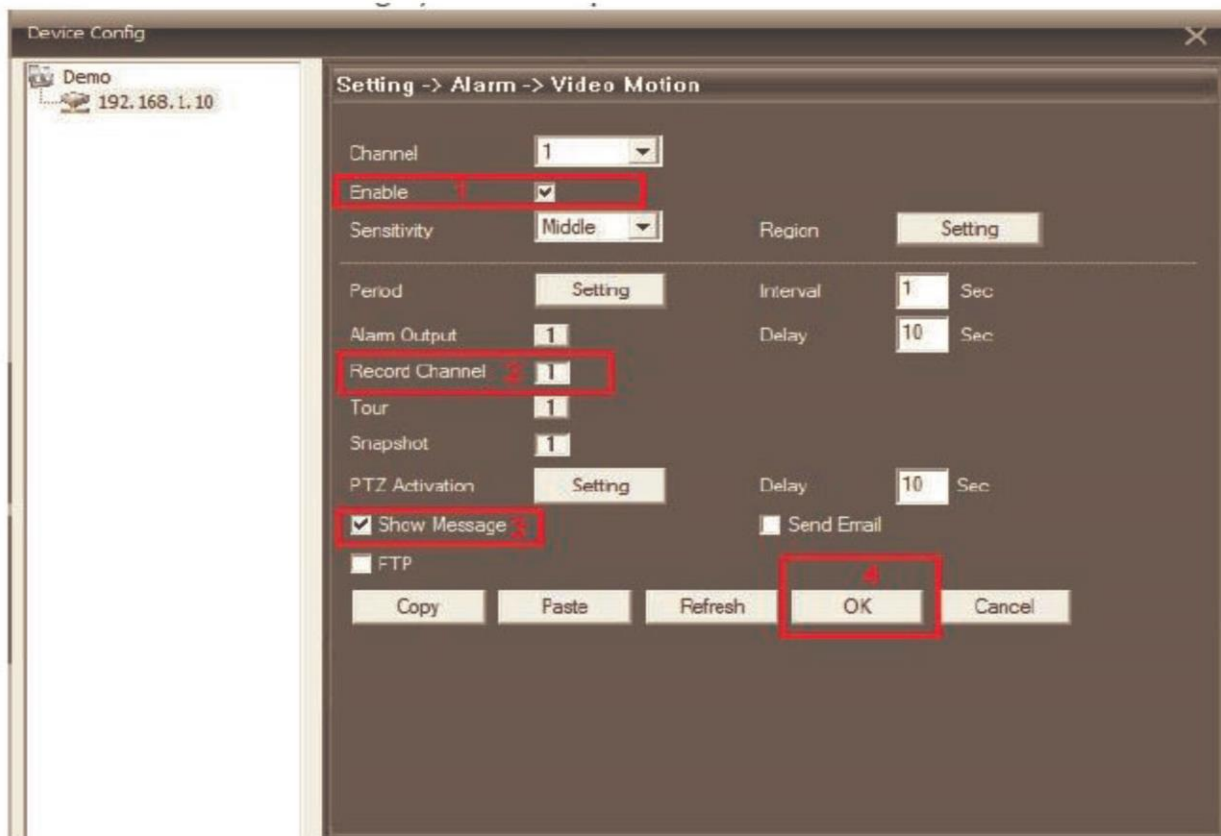 Device Config
Demo
192.168.1.10
Setting -> Alarm -> Video Motion
Channel 1
Enable 1
Sensitivity Middle Region Setting
Period Setting Interval 1 Sec
Alarm Output 1 Delay 10 Sec
Record Channel 2 1
Tour 1
Snapshot 1
PTZ Activation Setting Delay 10 Sec
Show Message 3 Send Email
FTP 4
Copy Paste Refresh OK Cancel